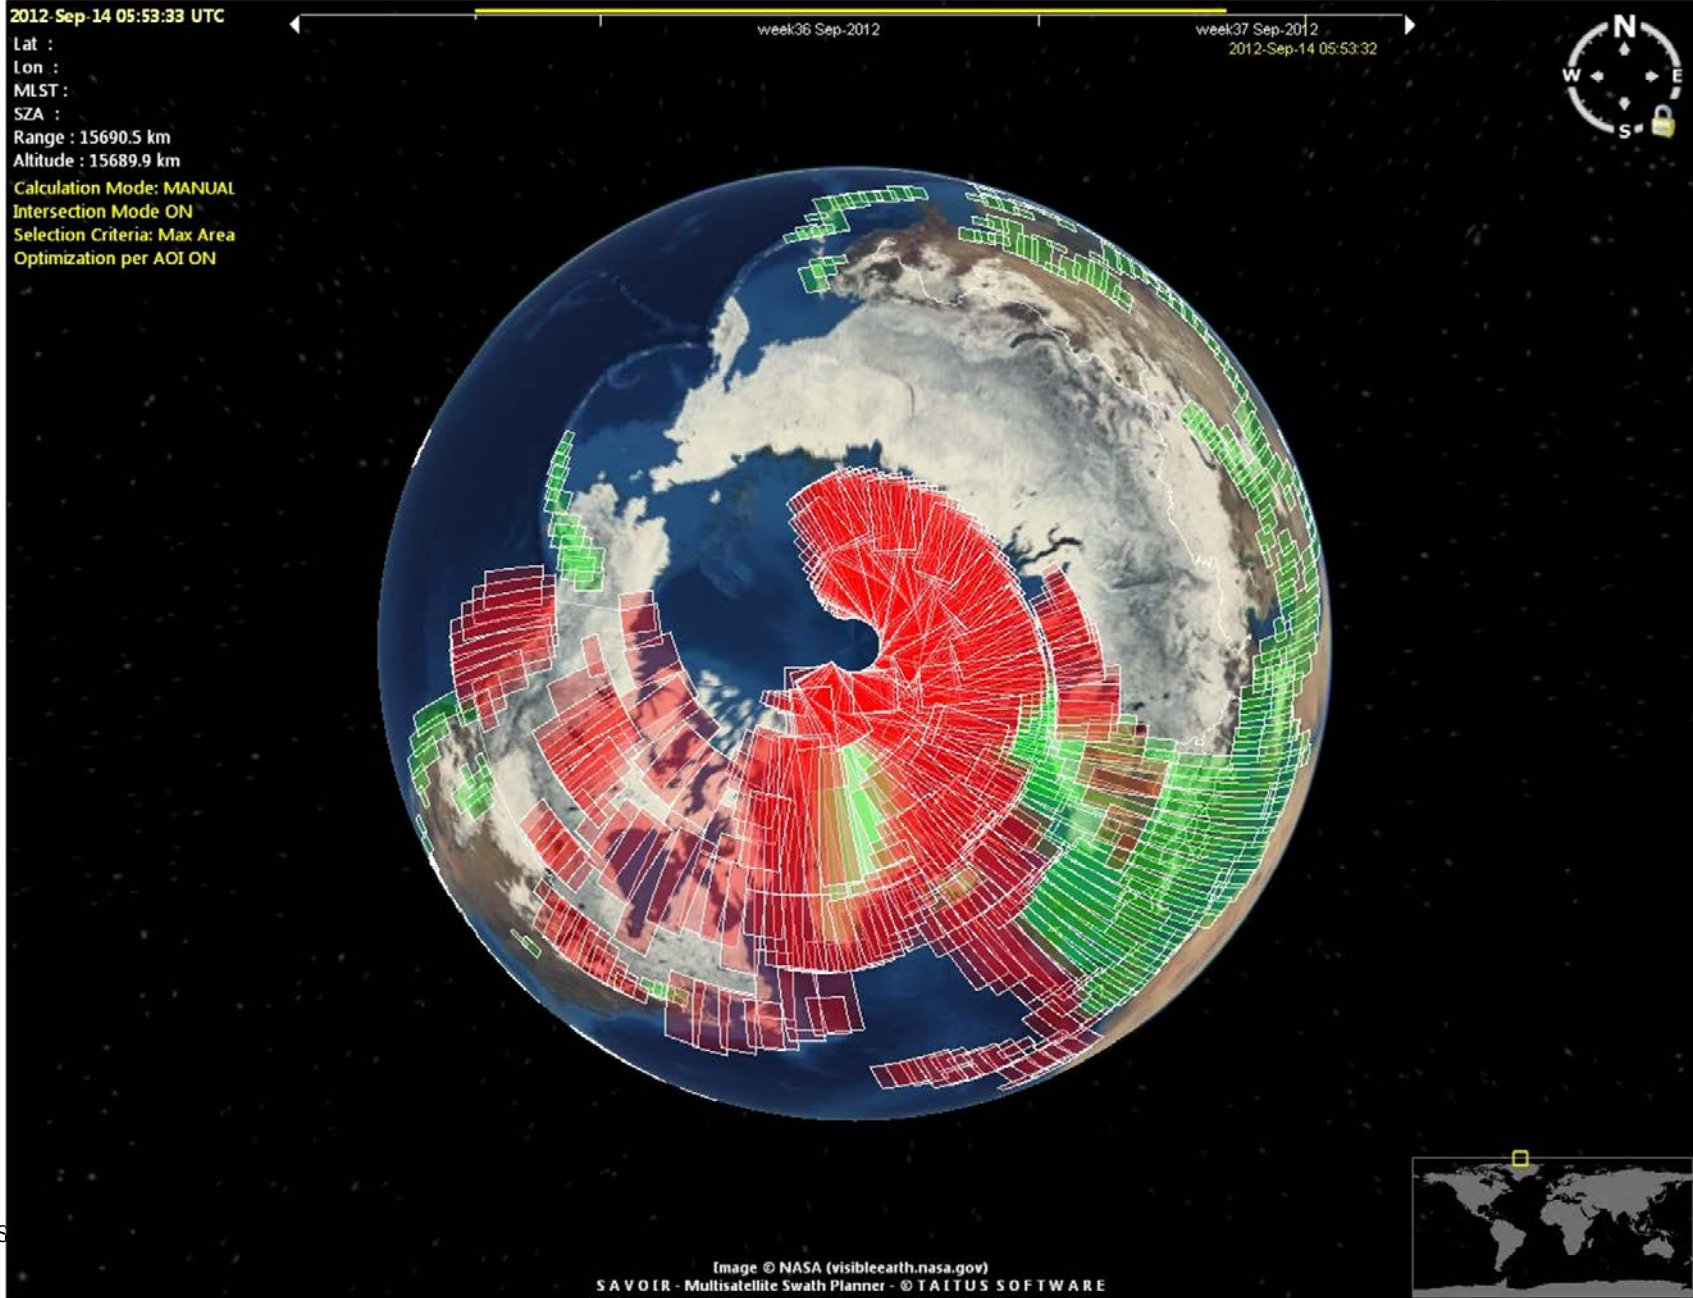 2012-Sep-14 05:53:33 UTC
Lat :
Lon :
MLST :
SZA :
Range : 15690.5 km
Altitude : 15689.9 km
Calculation Mode: MANUAL
Intersection Mode ON
Selection Criteria: Max Area
Optimization per AOI ON
week36 Sep-2012
week37 Sep-2012
2012-Sep-14 05:53:32
N
W
E
S
s
Image © NASA (visibleearth.nasa.gov)
SAVOIR - Multisatellite Swath Planner - © TAITUS SOFTWARE